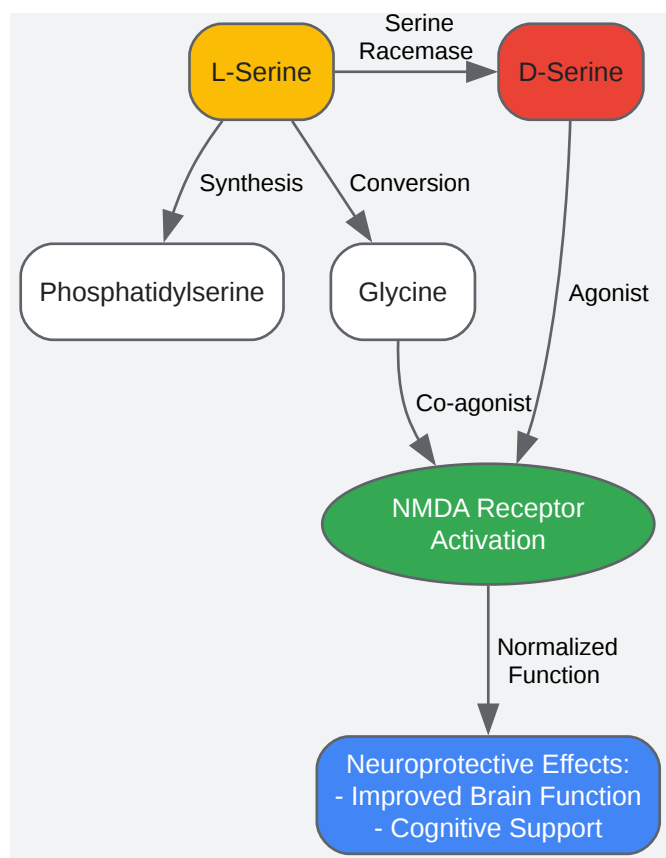 Serine
Racemase
L-Serine
D-Serine
Synthesis
Conversion
Phosphatidylserine
Glycine
Agonist
Co-agonist
NMDA Receptor
Activation
Normalized
Function
Neuroprotective Effects:
- Improved Brain Function
- Cognitive Support